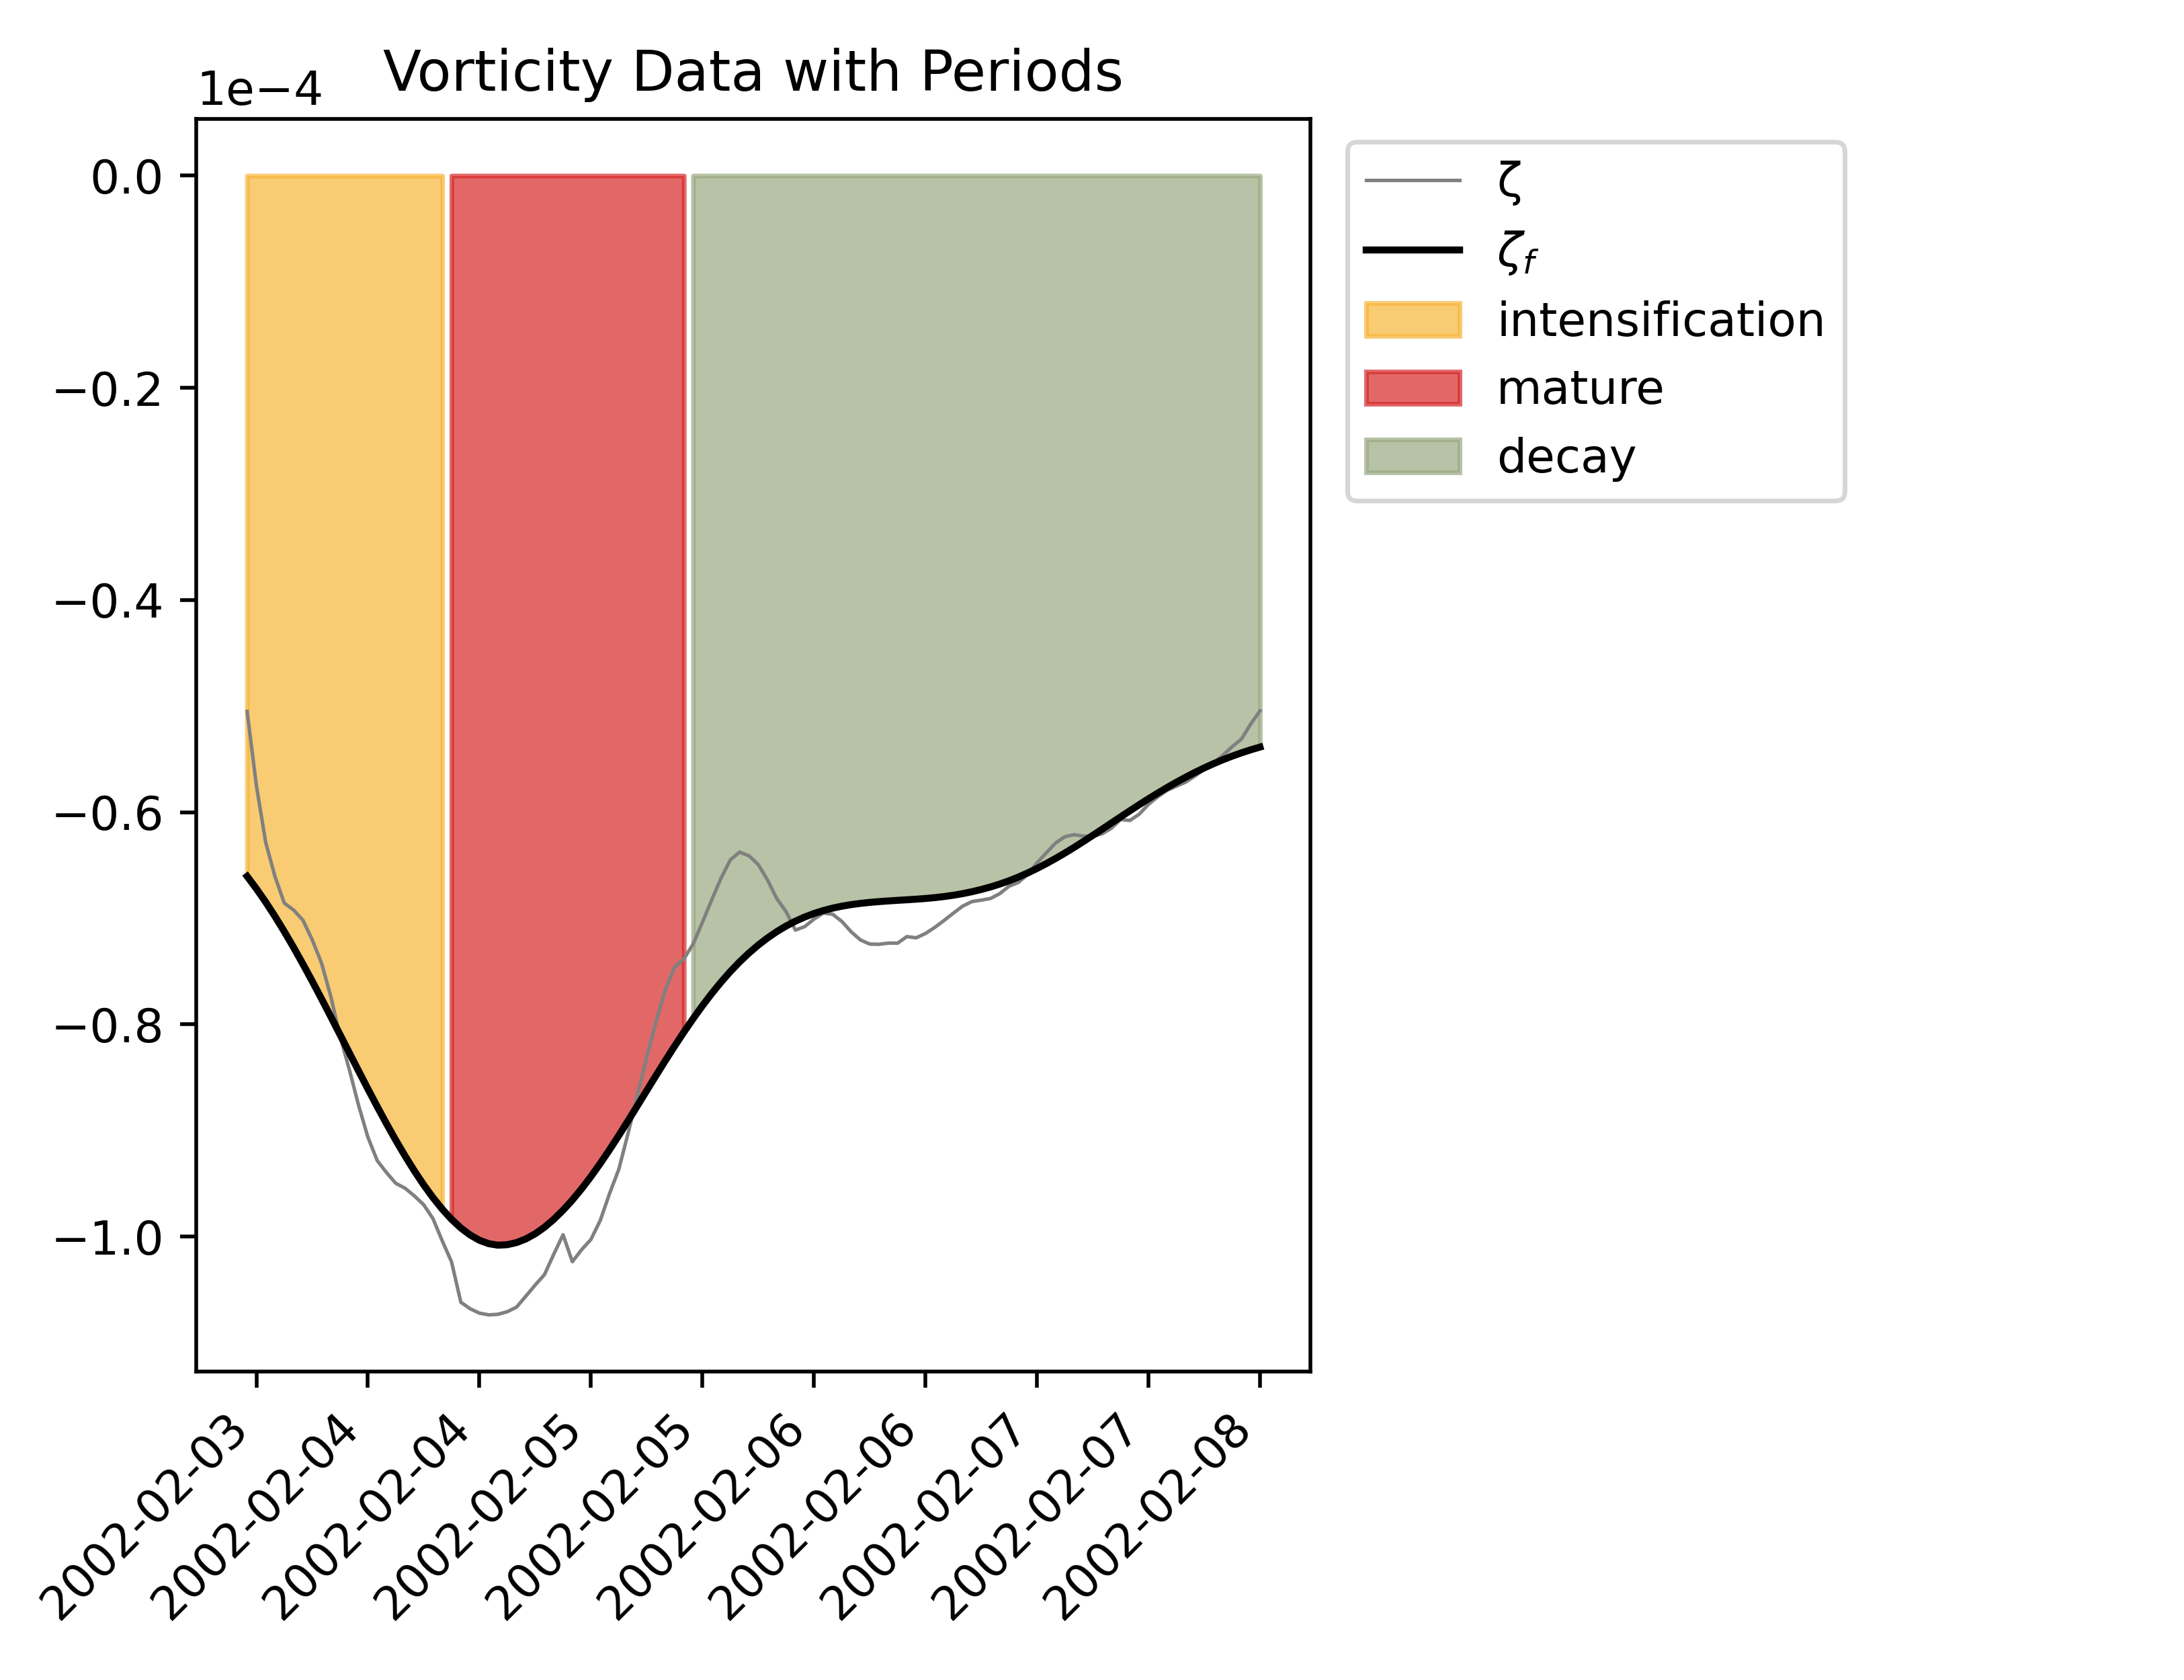 Vorticity Data with Periods
1e−4
0.0
−0.2
−0.4
−0.6
−0.8
−1.0
2002-02-03
2002-02-04
2002-02-04
2002-02-05
2002-02-05
2002-02-06
2002-02-06
2002-02-07
2002-02-07
2002-02-08
ζ
ζf
intensification
mature
decay